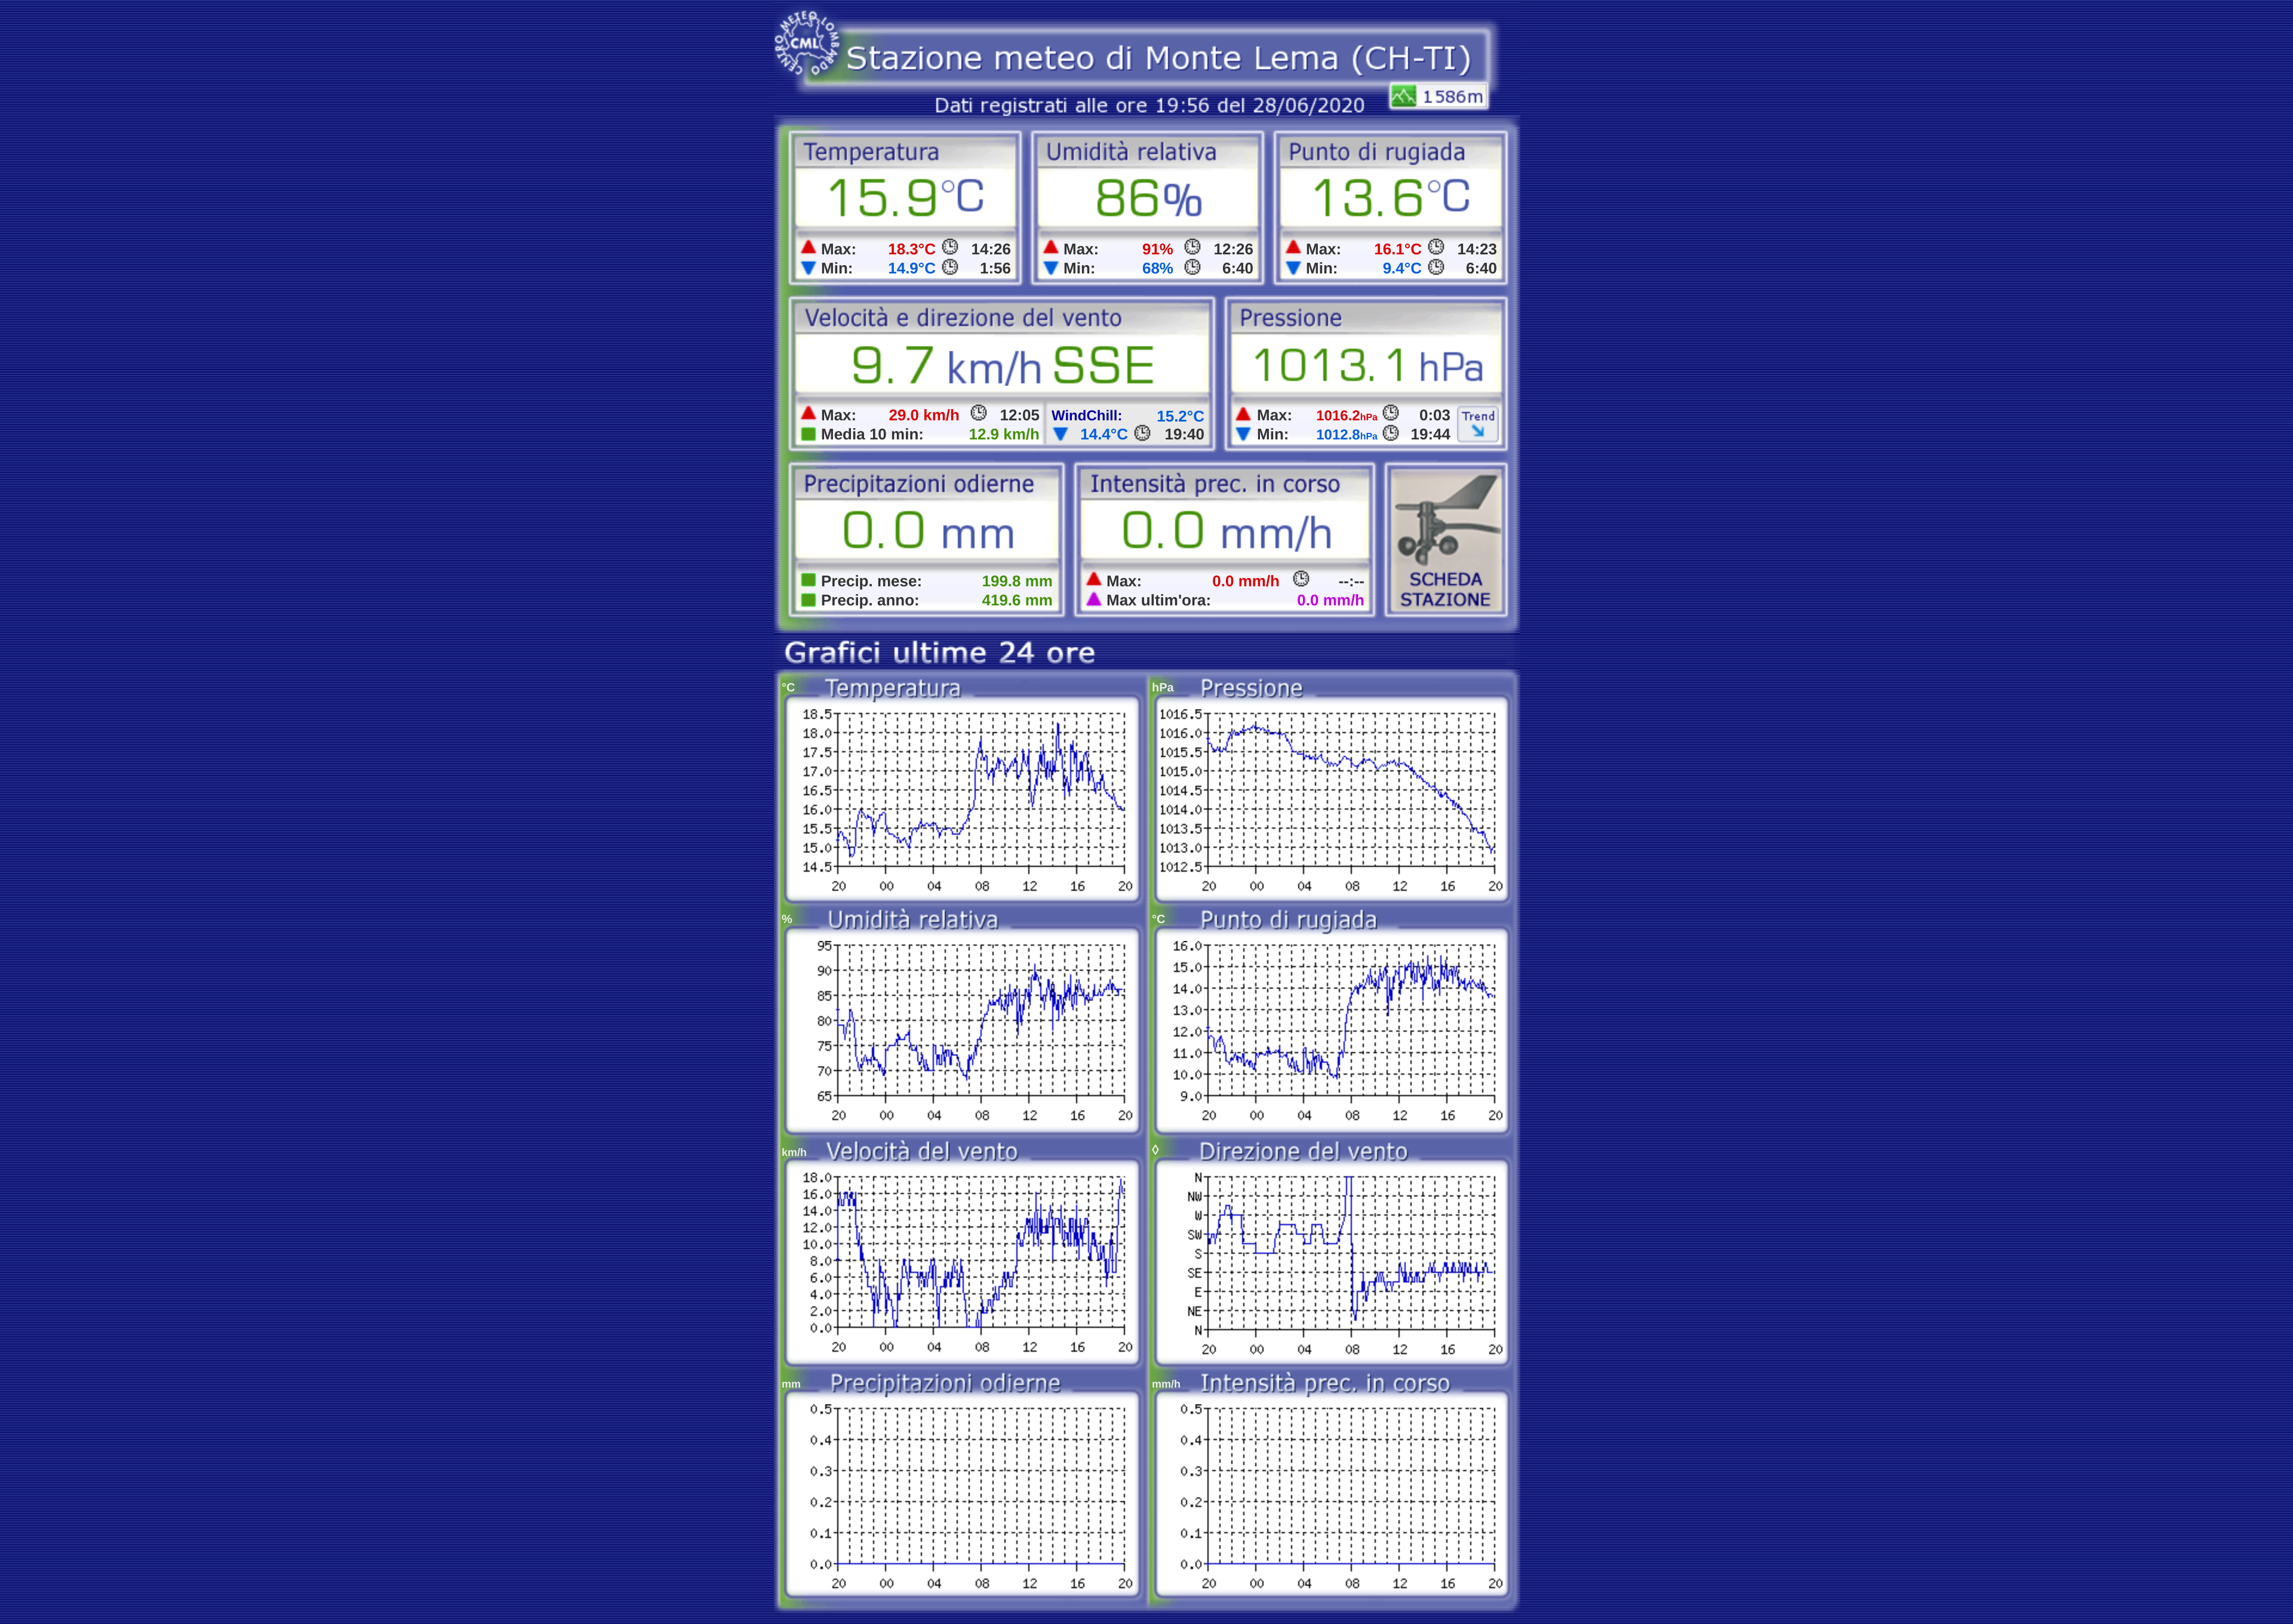 CENTRO METEO LOMBARDO
CML
Stazione meteo di Monte Lema (CH-TI)
Dati registrati alle ore 19:56 del 28/06/2020
1586m
Temperatura
15.9°C
Max: 18.3°C 14:26
Min: 14.9°C 1:56
Umidità relativa
86%
Max: 91% 12:26
Min: 68% 6:40
Punto di rugiada
13.6°C
Max: 16.1°C 14:23
Min: 9.4°C 6:40
Velocità e direzione del vento
9.7 km/h SSE
Max: 29.0 km/h 12:05
Media 10 min: 12.9 km/h
WindChill: 15.2°C
14.4°C 19:40
Pressione
1013.1 hPa
Max: 1016.2hPa 0:03
Min: 1012.8hPa 19:44
Trend
Precipitazioni odierne
0.0 mm
Precip. mese: 199.8 mm
Precip. anno: 419.6 mm
Intensità prec. in corso
0.0 mm/h
Max: 0.0 mm/h --:--
Max ultim'ora: 0.0 mm/h
SCHEDA
STAZIONE
Grafici ultime 24 ore
°C Temperatura
18.5
18.0
17.5
17.0
16.5
16.0
15.5
15.0
14.5
20 00 04 08 12 16 20
hPa Pressione
1016.5
1016.0
1015.5
1015.0
1014.5
1014.0
1013.5
1013.0
1012.5
20 00 04 08 12 16 20
% Umidità relativa
95
90
85
80
75
70
65
20 00 04 08 12 16 20
°C Punto di rugiada
16.0
15.0
14.0
13.0
12.0
11.0
10.0
9.0
20 00 04 08 12 16 20
km/h Velocità del vento
18.0
16.0
14.0
12.0
10.0
8.0
6.0
4.0
2.0
0.0
20 00 04 08 12 16 20
◊ Direzione del vento
N
NW
W
SW
S
SE
E
NE
N
20 00 04 08 12 16 20
mm Precipitazioni odierne
0.5
0.4
0.3
0.2
0.1
0.0
20 00 04 08 12 16 20
mm/h Intensità prec. in corso
0.5
0.4
0.3
0.2
0.1
0.0
20 00 04 08 12 16 20